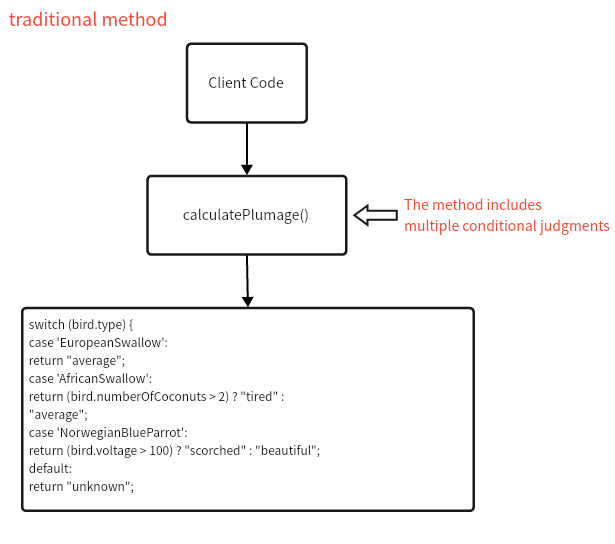 traditional method
Client Code
calculatePlumage()
The method includes
multiple conditional judgments
switch (bird.type) {
case 'EuropeanSwallow':
return "average";
case 'AfricanSwallow':
return (bird.numberOfCoconuts > 2) ? "tired" :
"average";
case 'NorwegianBlueParrot':
return (bird.voltage > 100) ? "scorched" : "beautiful";
default:
return "unknown";